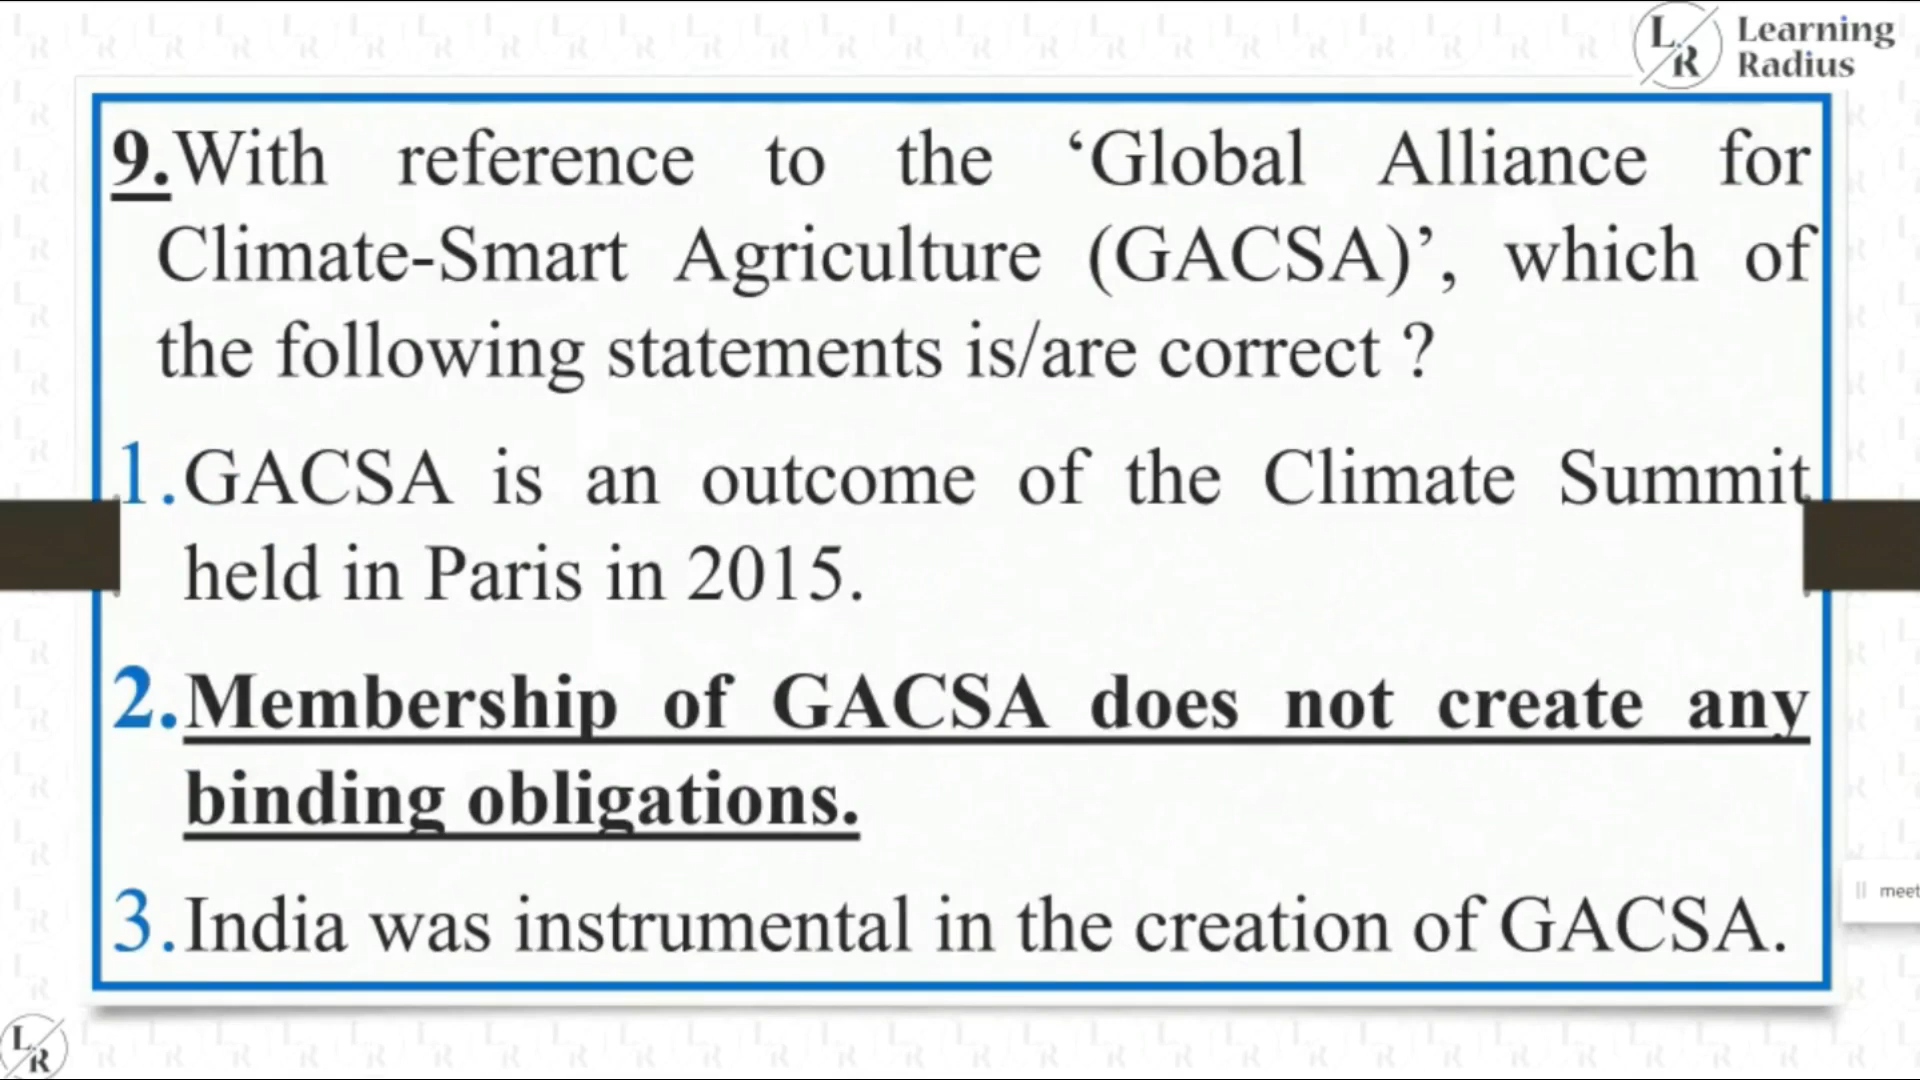 Learning
Radius
9.With reference to the ‘Global Alliance for
Climate-Smart Agriculture (GACSA)’, which of
the following statements is/are correct ?
1.GACSA is an outcome of the Climate Summit
held in Paris in 2015.
2.Membership of GACSA does not create any
binding obligations.
3.India was instrumental in the creation of GACSA.
meet
L
R
L
R